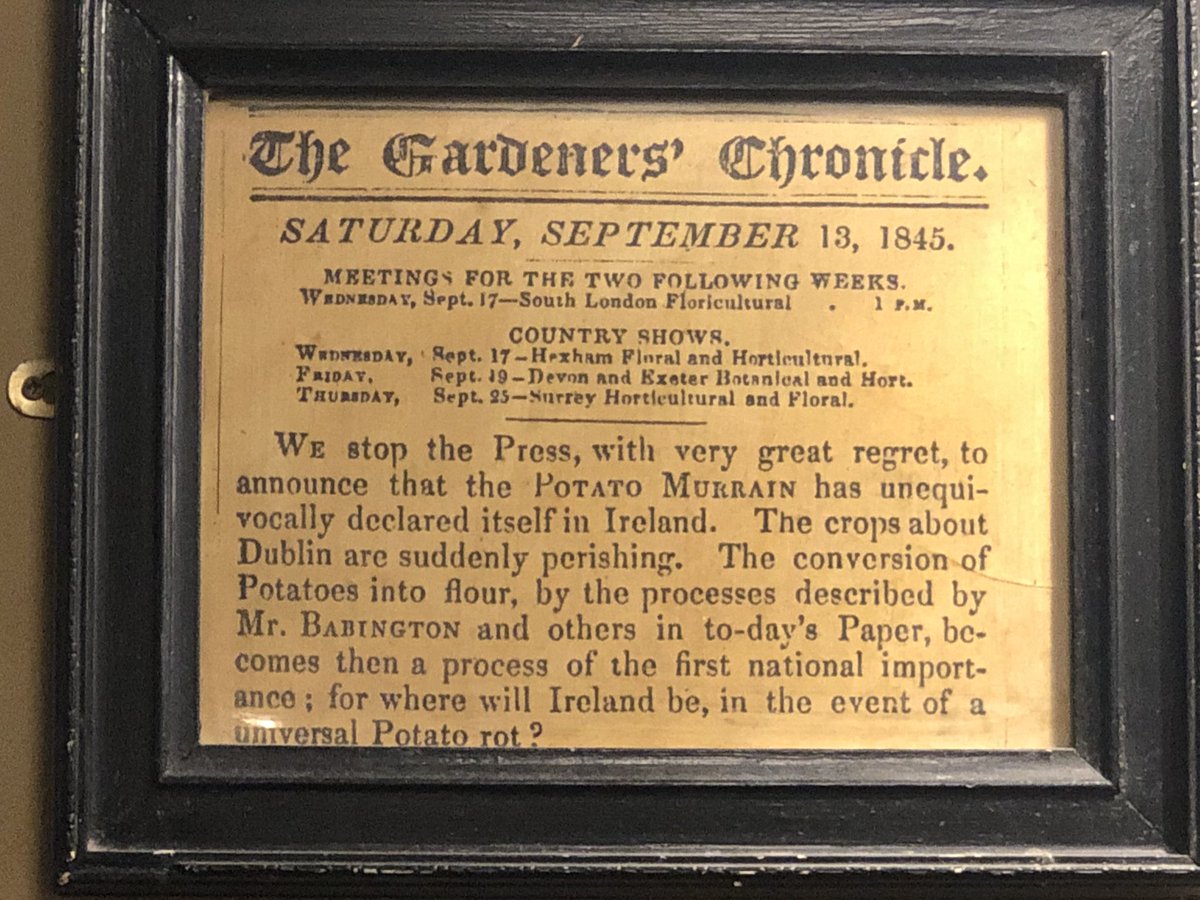 The Gardeners' Chronicle.
SATURDAY, SEPTEMBER 13, 1845.
MEETINGS FOR THE TWO FOLLOWING WEEKS.
WEDNESDAY, Sept. 17—South London Floricultural . 1 P.M.
COUNTRY SHOWS.
WEDNESDAY, Sept. 17—Hexham Floral and Horticultural.
FRIDAY, Sept. 19—Devon and Exeter Botanical and Hort.
THURSDAY, Sept. 25—Surrey Horticultural and Floral.
WE stop the Press, with very great regret, to
announce that the POTATO MURRAIN has unequi-
vocally declared itself in Ireland. The crops about
Dublin are suddenly perishing. The conversion of
Potatoes into flour, by the processes described by
Mr. BABINGTON and others in to-day's Paper, be-
comes then a process of the first national import-
ance; for where will Ireland be, in the event of a
universal Potato rot?